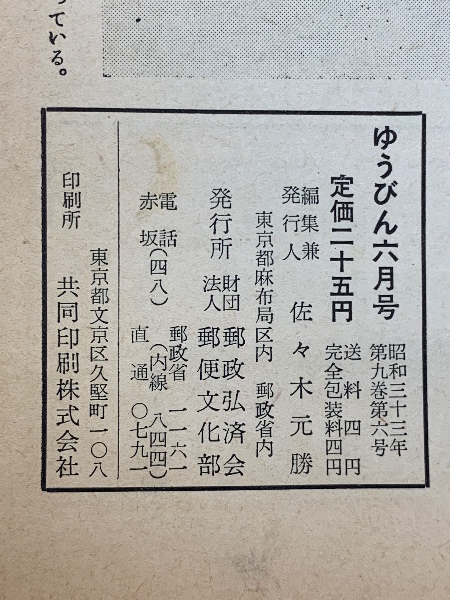 っている。
ゆうびん六月号
昭和三十三年
第九巻第六号
定価二十五円
送料四円
完全包装料四円
編集兼
発行人
佐々木元勝
東京都麻布局区内 郵政省内
発行所
財団
法人
郵政弘済会
郵便文化部
電話
赤坂(四八)
郵政省 一一六一
(内線 八四四)
直通 〇七九一
東京都文京区久堅町一〇八
印刷所 共同印刷株式会社